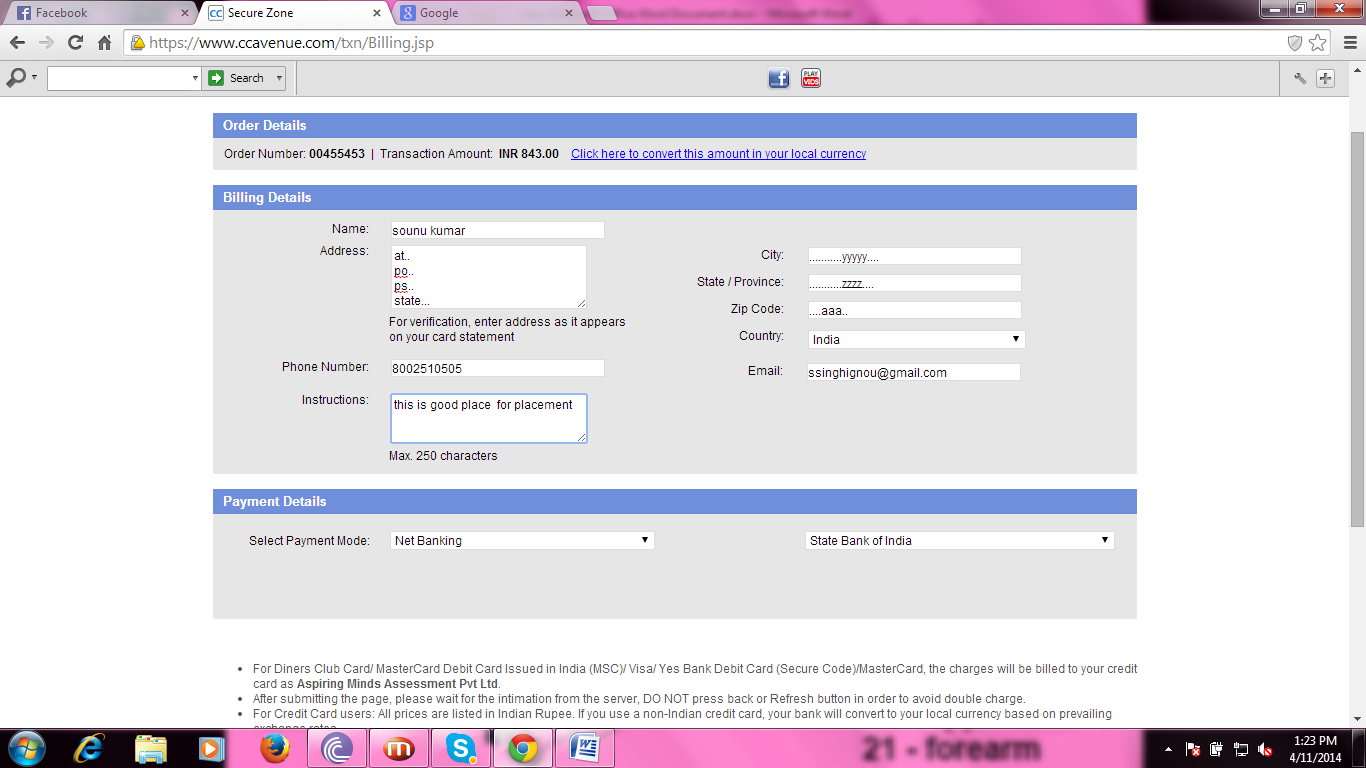 Facebook
Secure Zone
Google
https://www.ccavenue.com/txn/Billing.jsp
Search
PLAY
Order Details
Order Number: 00455453 | Transaction Amount: INR 843.00 Click here to convert this amount in your local currency
Billing Details
Name: sounu kumar
Address: at..
po..
ps..
state...
For verification, enter address as it appears
on your card statement
City: ...........yyyyy....
State / Province: ...........zzzz....
Zip Code: ....aaa..
Country: India
Phone Number: 8002510505
Email: ssinghignou@gmail.com
Instructions: this is good place  for placement
Max. 250 characters
Payment Details
Select Payment Mode: Net Banking State Bank of India
• For Diners Club Card/ MasterCard Debit Card Issued in India (MSC)/ Visa/ Yes Bank Debit Card (Secure Code)/MasterCard, the charges will be billed to your credit
card as Aspiring Minds Assessment Pvt Ltd.
• After submitting the page, please wait for the intimation from the server, DO NOT press back or Refresh button in order to avoid double charge.
• For Credit Card users: All prices are listed in Indian Rupee. If you use a non-Indian credit card, your bank will convert to your local currency based on prevailing
21 - forearm
1:23 PM
4/11/2014